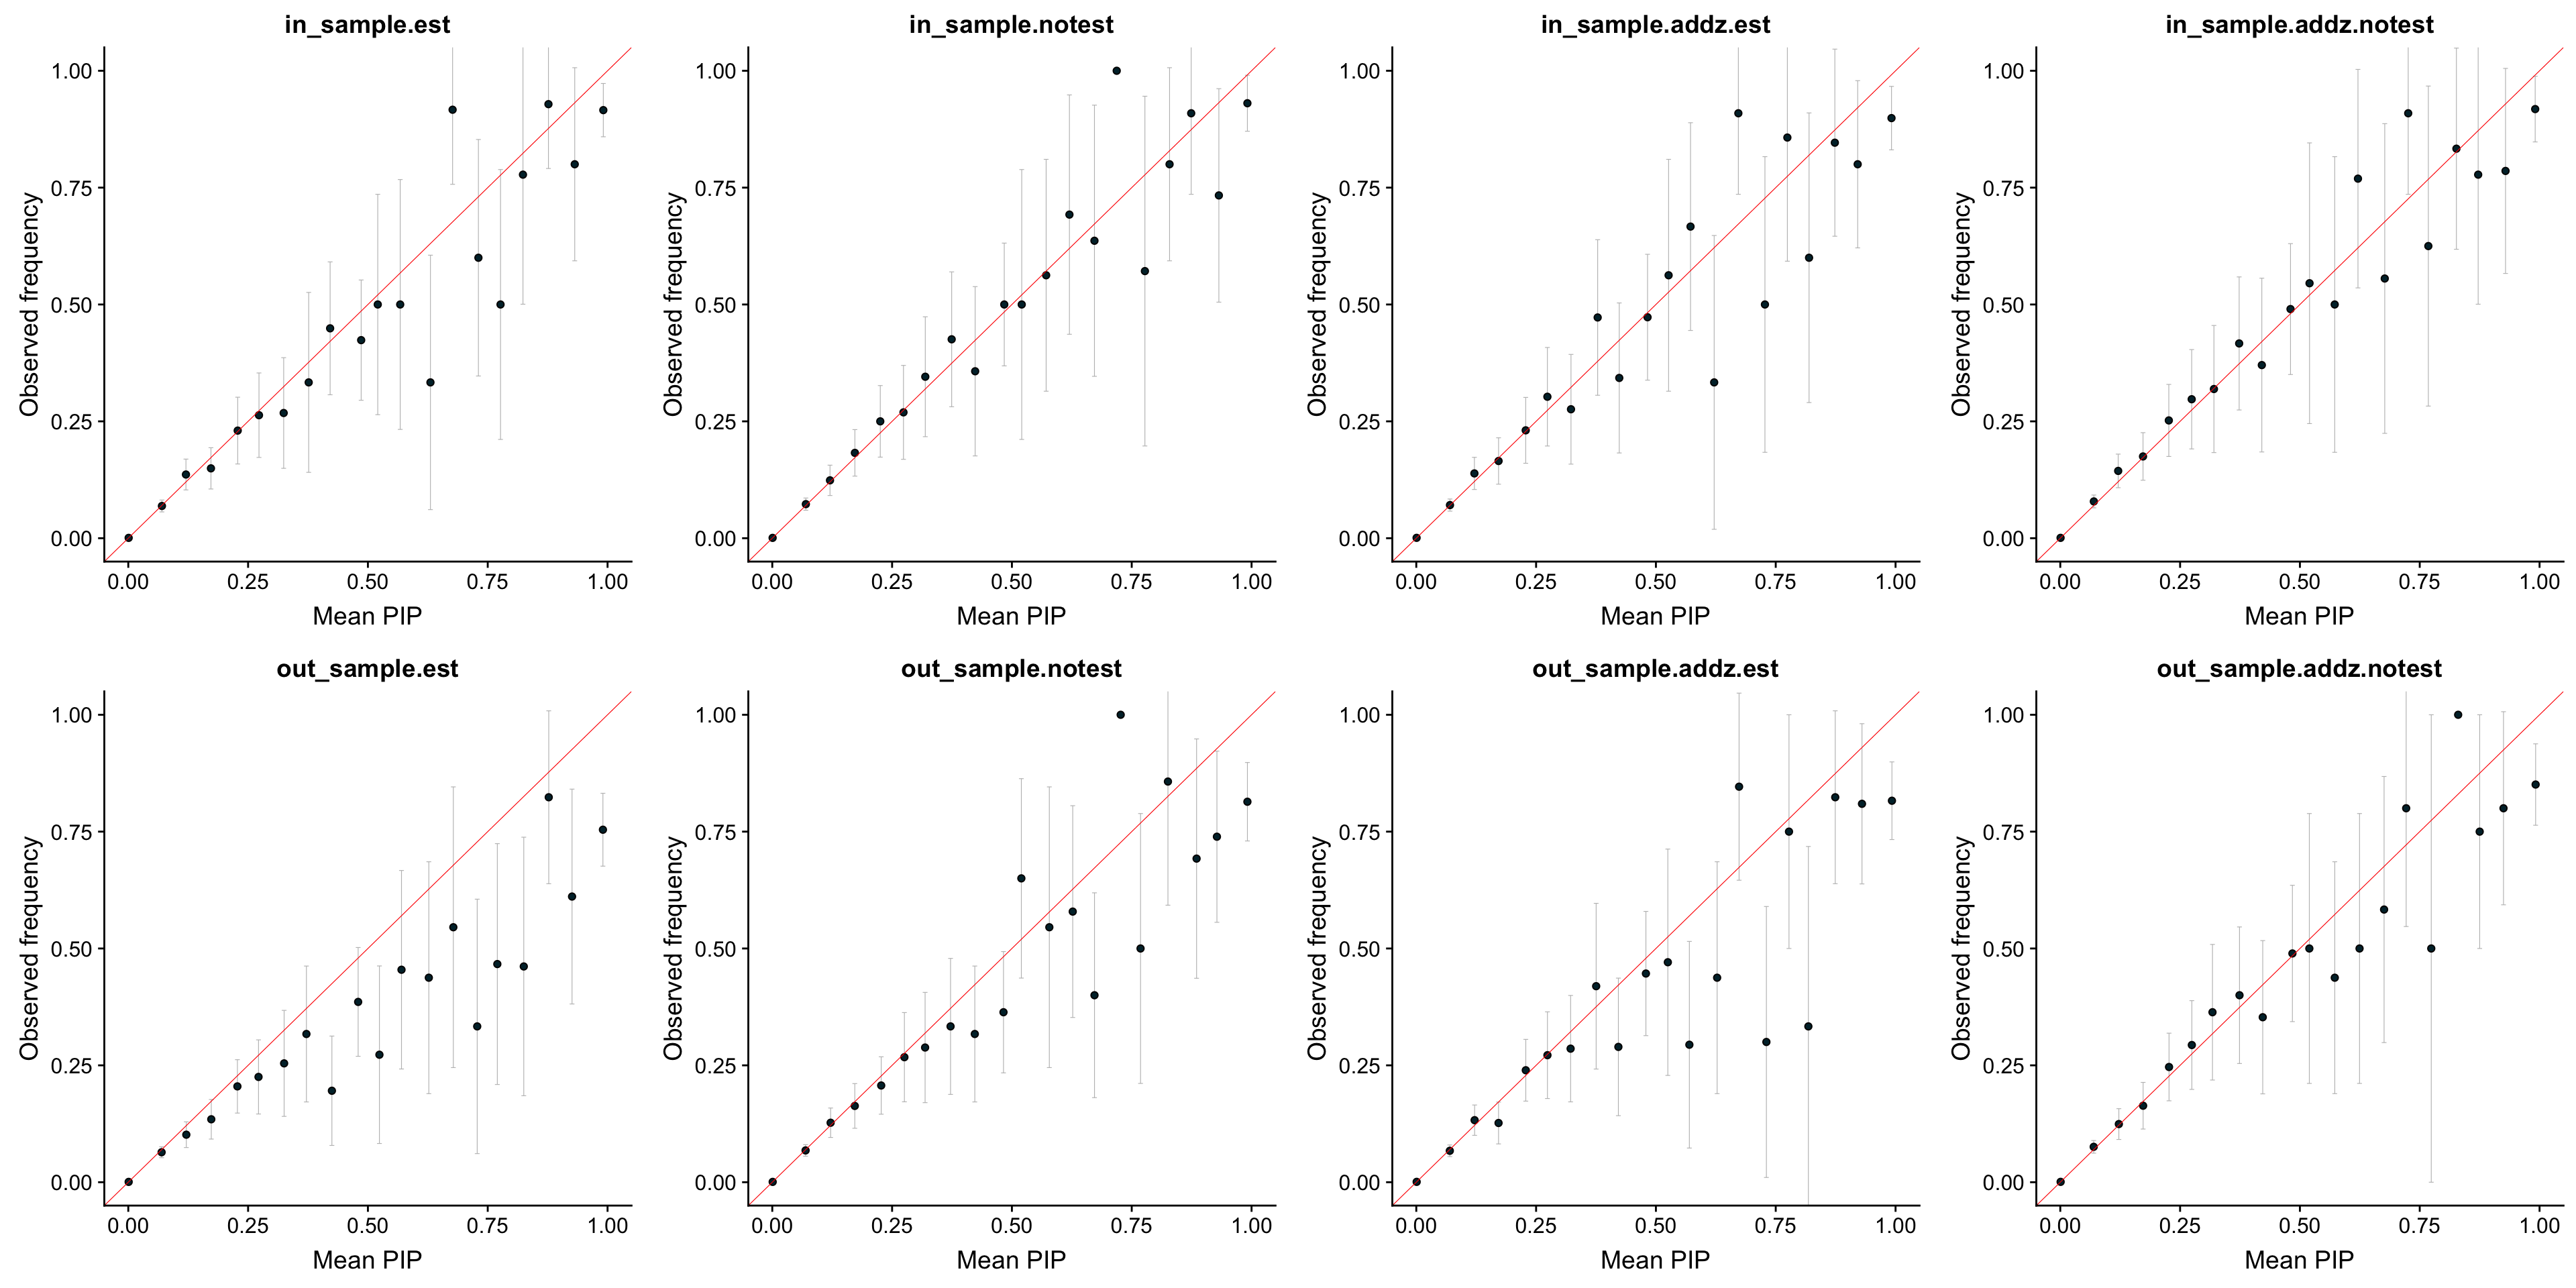 in_sample.est
in_sample.notest
in_sample.addz.est
in_sample.addz.notest
Observed frequency
1.00
0.75
0.50
0.25
0.00
0.00 0.25 0.50 0.75 1.00
Mean PIP
Observed frequency
1.00
0.75
0.50
0.25
0.00
0.00 0.25 0.50 0.75 1.00
Mean PIP
Observed frequency
1.00
0.75
0.50
0.25
0.00
0.00 0.25 0.50 0.75 1.00
Mean PIP
Observed frequency
1.00
0.75
0.50
0.25
0.00
0.00 0.25 0.50 0.75 1.00
Mean PIP
out_sample.est
out_sample.notest
out_sample.addz.est
out_sample.addz.notest
Observed frequency
1.00
0.75
0.50
0.25
0.00
0.00 0.25 0.50 0.75 1.00
Mean PIP
Observed frequency
1.00
0.75
0.50
0.25
0.00
0.00 0.25 0.50 0.75 1.00
Mean PIP
Observed frequency
1.00
0.75
0.50
0.25
0.00
0.00 0.25 0.50 0.75 1.00
Mean PIP
Observed frequency
1.00
0.75
0.50
0.25
0.00
0.00 0.25 0.50 0.75 1.00
Mean PIP